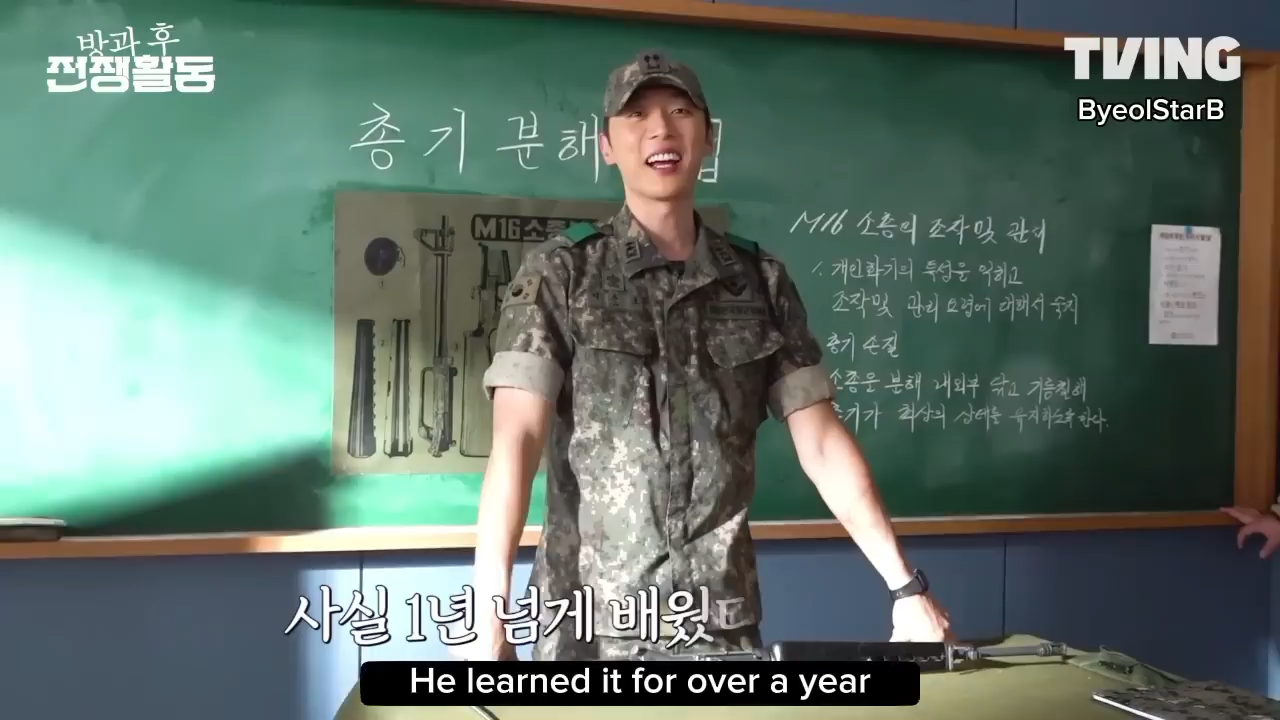 방과 후
전쟁활동
TVING
ByeolStarB
총기 분해
M16소총
M16 소총의 조작 및 관리
1. 개인화기의 특성을 익히고
조작 및 관리 요령에 대해서 숙지
총기 손질
소총을 분해 내외부 닦고 기름칠해
총기가 최상의 상태를 유지하도록 한다.
사실 1년 넘게 배웠
He learned it for over a year